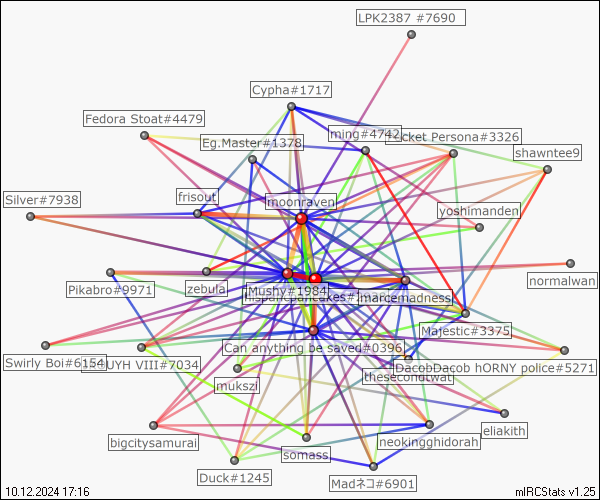 LPK2387 #7690
Cypha#1717
Fedora Stoat#4479
ming#4742
cket Persona#3326
Eg.Master#1378
shawntee9
Silver#7938
frisout
moonraven
yoshimanden
Pikabro#9971
zebula
Mushy#1984
marcemadness
normalwan
Majestic#3375
Swirly Boi#6154
UYH VIII#7034
Can anything be saved#0396
DacobDacob hORNY police#5271
mukszi
thesecondtwat
eliakith
bigcitysamurai
somass
neokingghidorah
Duck#1245
Madネコ#6901
10.12.2024 17:16
mIRCStats v1.25